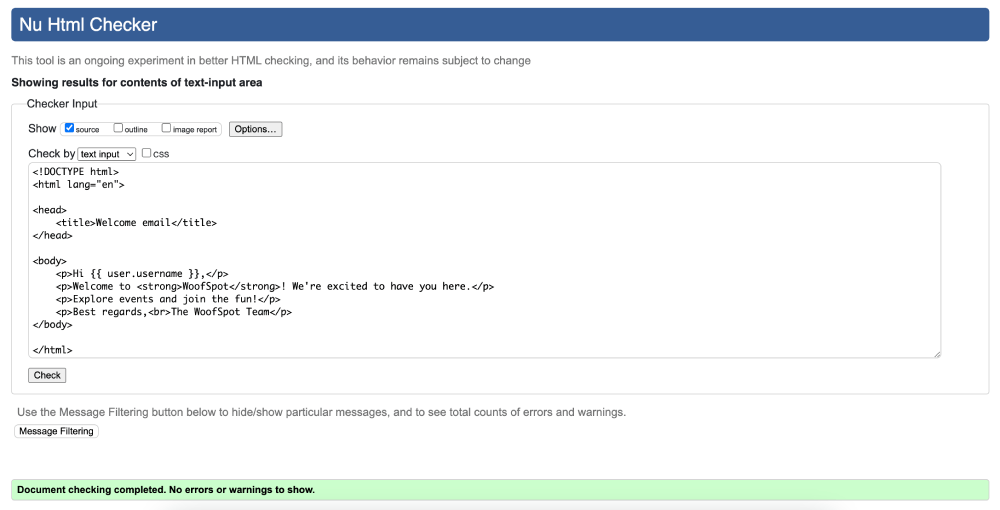 Nu Html Checker
This tool is an ongoing experiment in better HTML checking, and its behavior remains subject to change
Showing results for contents of text-input area
Checker Input
Show source outline image report Options...
Check by text input css
<!DOCTYPE html>
<html lang="en">
<head>
    <title>Welcome email</title>
</head>
<body>
    <p>Hi {{ user.username }},</p>
    <p>Welcome to <strong>WoofSpot</strong>! We're excited to have you here.</p>
    <p>Explore events and join the fun!</p>
    <p>Best regards,<br>The WoofSpot Team</p>
</body>
</html>
Check
Use the Message Filtering button below to hide/show particular messages, and to see total counts of errors and warnings.
Message Filtering
Document checking completed. No errors or warnings to show.